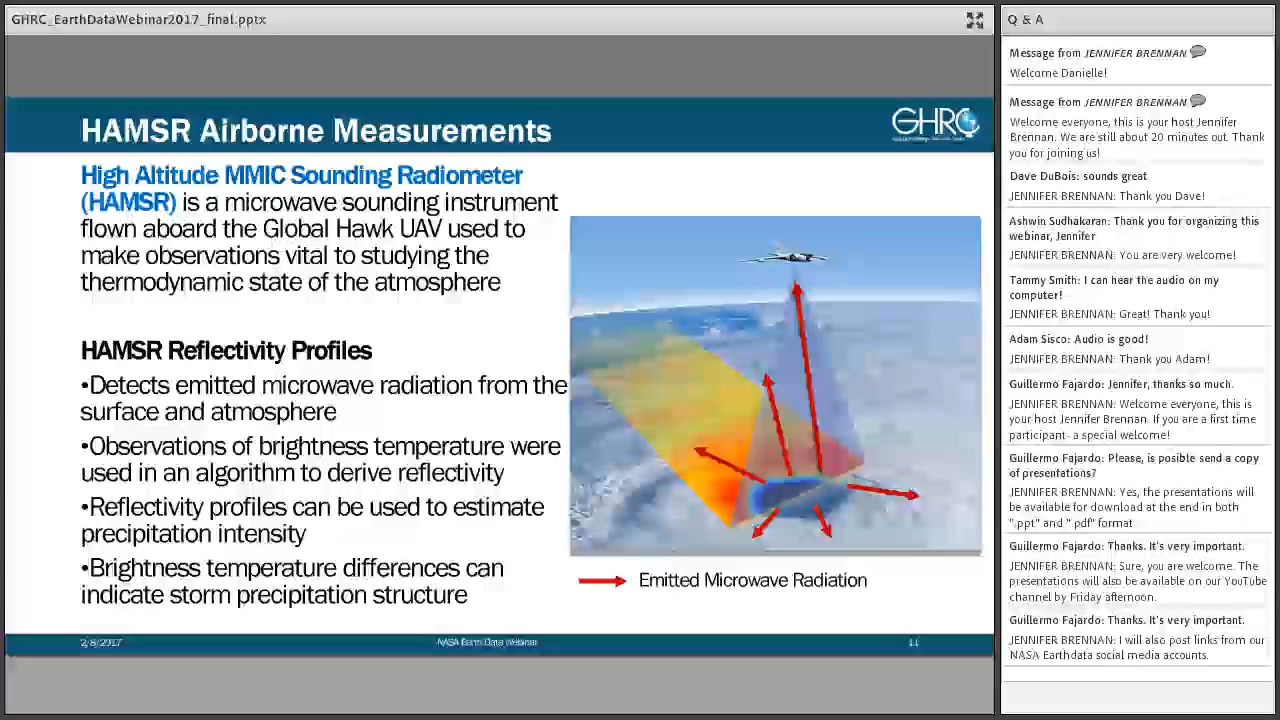 GHRC_EarthDataWebinar2017_final.pptx
HAMSR Airborne Measurements
GHRC
High Altitude MMIC Sounding Radiometer
(HAMSR) is a microwave sounding instrument
flown aboard the Global Hawk UAV used to
make observations vital to studying the
thermodynamic state of the atmosphere
HAMSR Reflectivity Profiles
•Detects emitted microwave radiation from the
surface and atmosphere
•Observations of brightness temperature were
used in an algorithm to derive reflectivity
•Reflectivity profiles can be used to estimate
precipitation intensity
•Brightness temperature differences can
indicate storm precipitation structure
Emitted Microwave Radiation
2/8/2017
NASA Earth Data Webinar
11
Q & A
Message from JENNIFER BRENNAN
Welcome Danielle!
Message from JENNIFER BRENNAN
Welcome everyone, this is your host Jennifer
Brennan. We are still about 20 minutes out. Thank
you for joining us!
Dave DuBois: sounds great
JENNIFER BRENNAN: Thank you Dave!
Ashwin Sudhakaran: Thank you for organizing this
webinar, Jennifer
JENNIFER BRENNAN: You are very welcome!
Tammy Smith: I can hear the audio on my
computer!
JENNIFER BRENNAN: Great! Thank you!
Adam Sisco: Audio is good!
JENNIFER BRENNAN: Thank you Adam!
Guillermo Fajardo: Jennifer, thanks so much.
JENNIFER BRENNAN: Welcome everyone, this is
your host Jennifer Brennan. If you are a first time
participant- a special welcome!
Guillermo Fajardo: Please, is posible send a copy
of presentations?
JENNIFER BRENNAN: Yes, the presentations will
be available for download at the end in both
".ppt" and ".pdf" format
Guillermo Fajardo: Thanks. It's very important.
JENNIFER BRENNAN: Sure, you are welcome. The
presentations will also be available on our YouTube
channel by Friday afternoon.
Guillermo Fajardo: Thanks. It's very important.
JENNIFER BRENNAN: I will also post links from our
NASA Earthdata social media accounts.